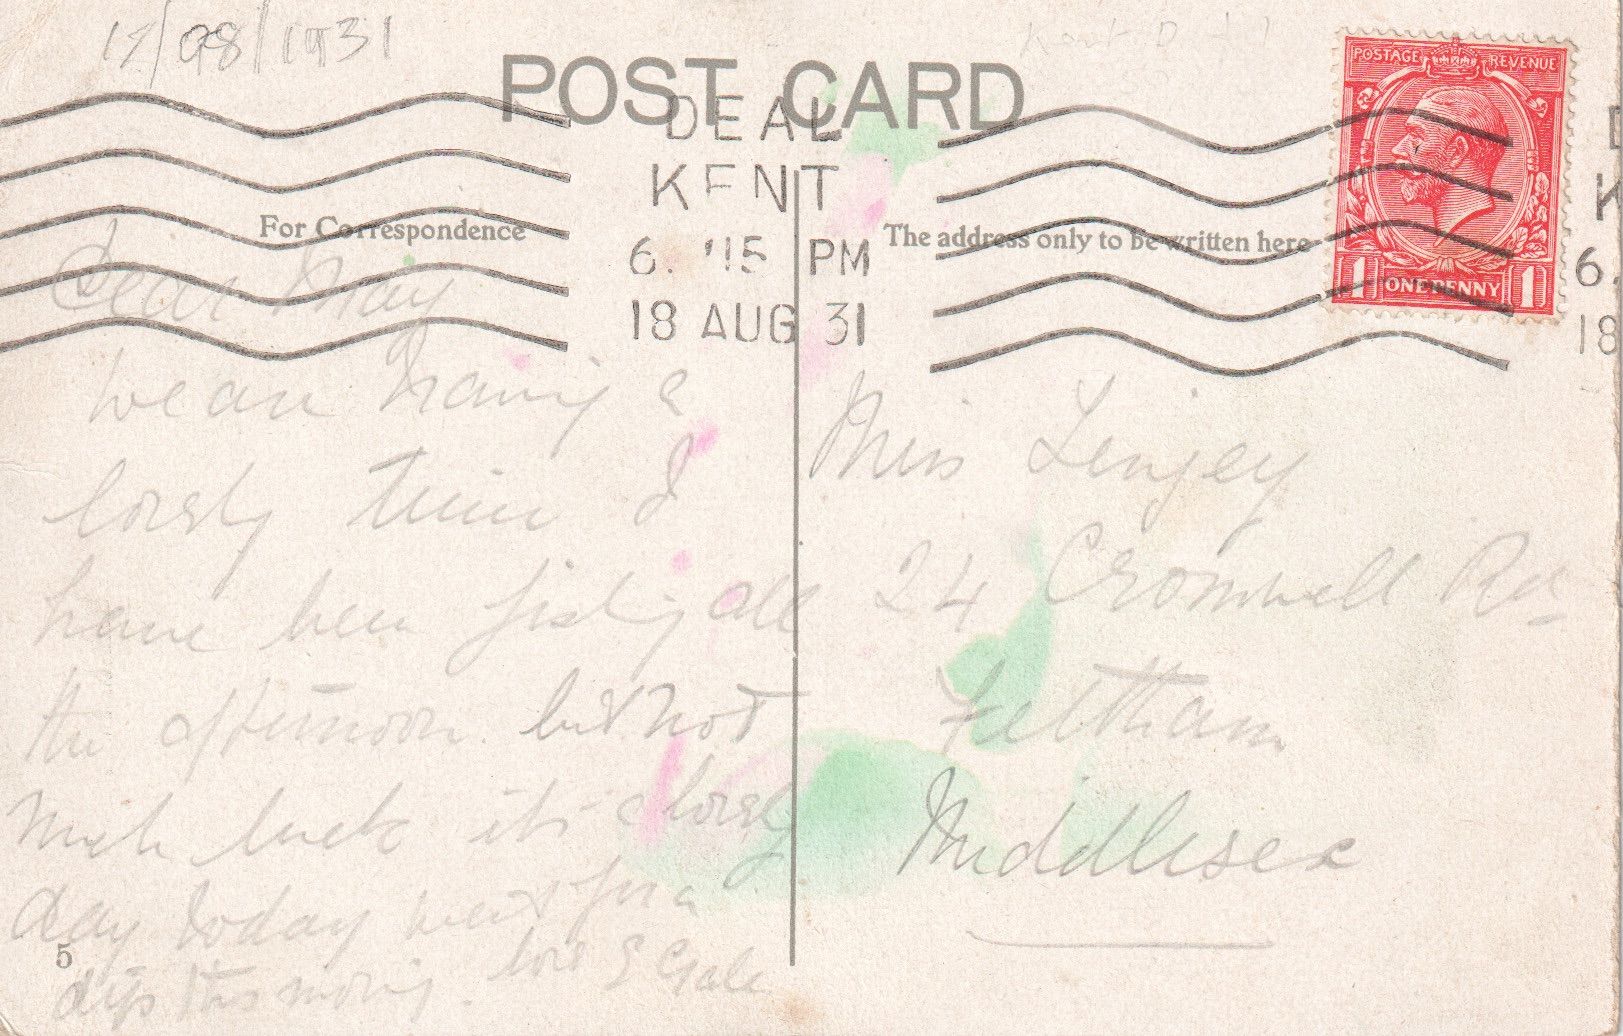 17/08/1931
POST CARD
DEAL
KENT
6. 15 PM
18 AUG 31
POSTAGE REVENUE
1 ONE PENNY 1
D
K
6.
18
For Correspondence
The address only to be written here
Dear May
We are having a
lovely time I
have been fishing all
the afternoon but not
much luck its a lovely
day today went for a
dip this morning. love E Gale
5
Miss
24 Cromwell Rd
Feltham
Middlesex